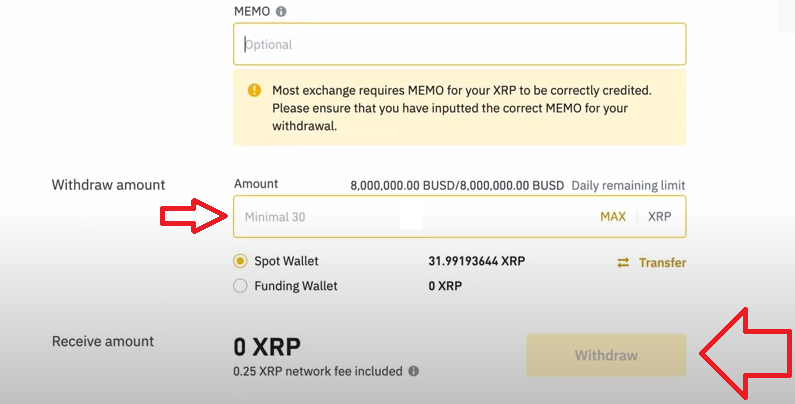 MEMO
Optional
Most exchange requires MEMO for your XRP to be correctly credited.
Please ensure that you have inputted the correct MEMO for your
withdrawal.
Withdraw amount
Amount 8,000,000.00 BUSD/8,000,000.00 BUSD Daily remaining limit
Minimal 30 MAX XRP
Spot Wallet 31.99193644 XRP Transfer
Funding Wallet 0 XRP
Receive amount 0 XRP Withdraw
0.25 XRP network fee included